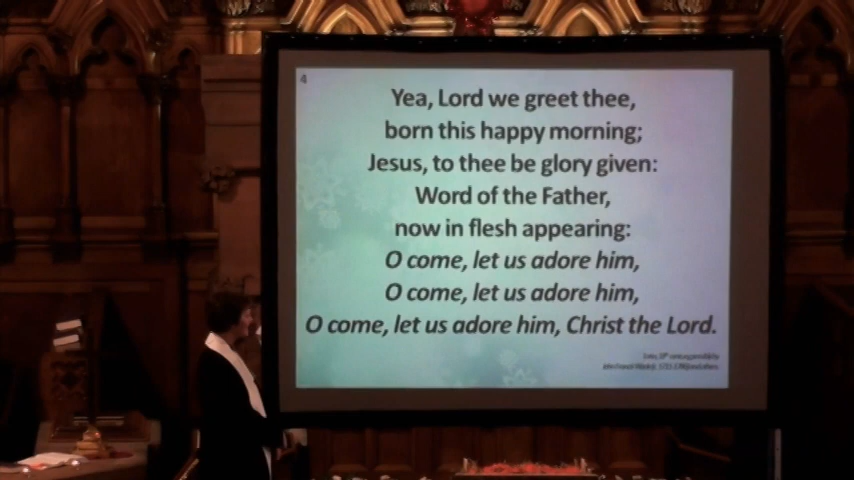 4
Yea, Lord we greet thee,
born this happy morning;
Jesus, to thee be glory given:
Word of the Father,
now in flesh appearing:
O come, let us adore him,
O come, let us adore him,
O come, let us adore him, Christ the Lord.